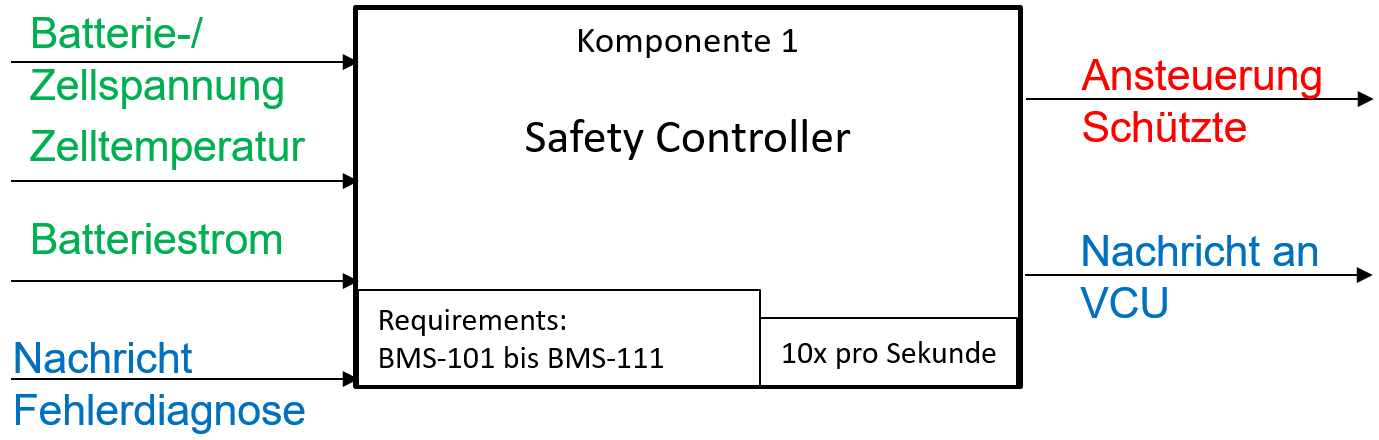 Batterie-/
Zellspannung
Zelltemperatur
Batteriestrom
Nachricht
Fehlerdiagnose
Komponente 1
Safety Controller
Requirements:
BMS-101 bis BMS-111
10x pro Sekunde
Ansteuerung
Schützte
Nachricht an
VCU